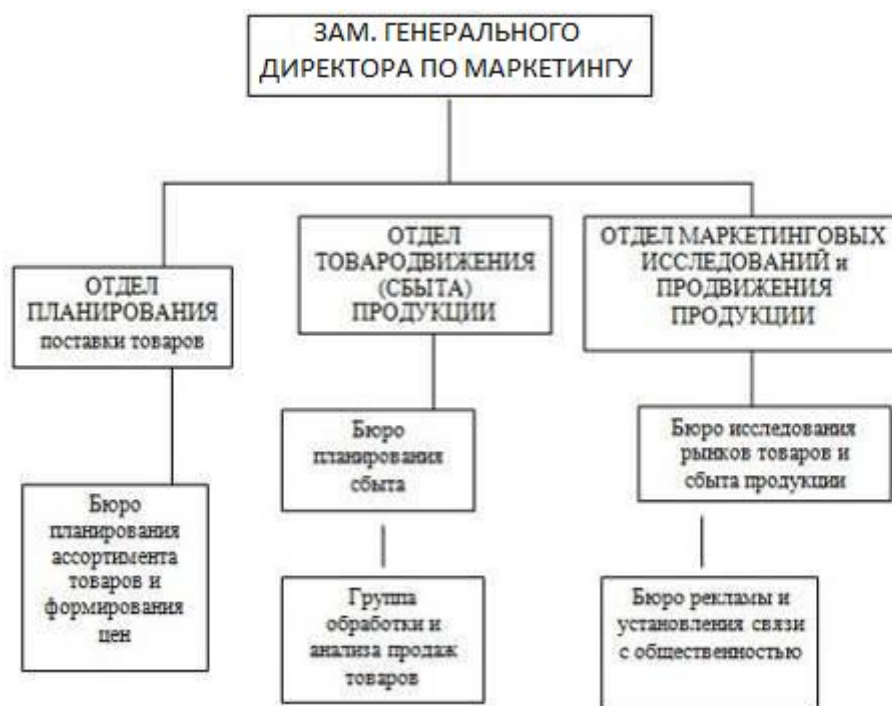 ЗАМ. ГЕНЕРАЛЬНОГО
ДИРЕКТОРА ПО МАРКЕТИНГУ
ОТДЕЛ
ПЛАНИРОВАНИЯ
поставки товаров
ОТДЕЛ
ТОВАРОДВИЖЕНИЯ
(СБЫТА)
ПРОДУКЦИИ
ОТДЕЛ МАРКЕТИНГОВЫХ
ИССЛЕДОВАНИЙ и
ПРОДВИЖЕНИЯ
ПРОДУКЦИИ
Бюро
планирования
ассортимента
товаров и
формирования
цен
Бюро
планирования
сбыта
Бюро исследования
рынков товаров и
сбыта продукции
Группа
обработки и
анализа продаж
товаров
Бюро рекламы и
установления связи
с общественностью